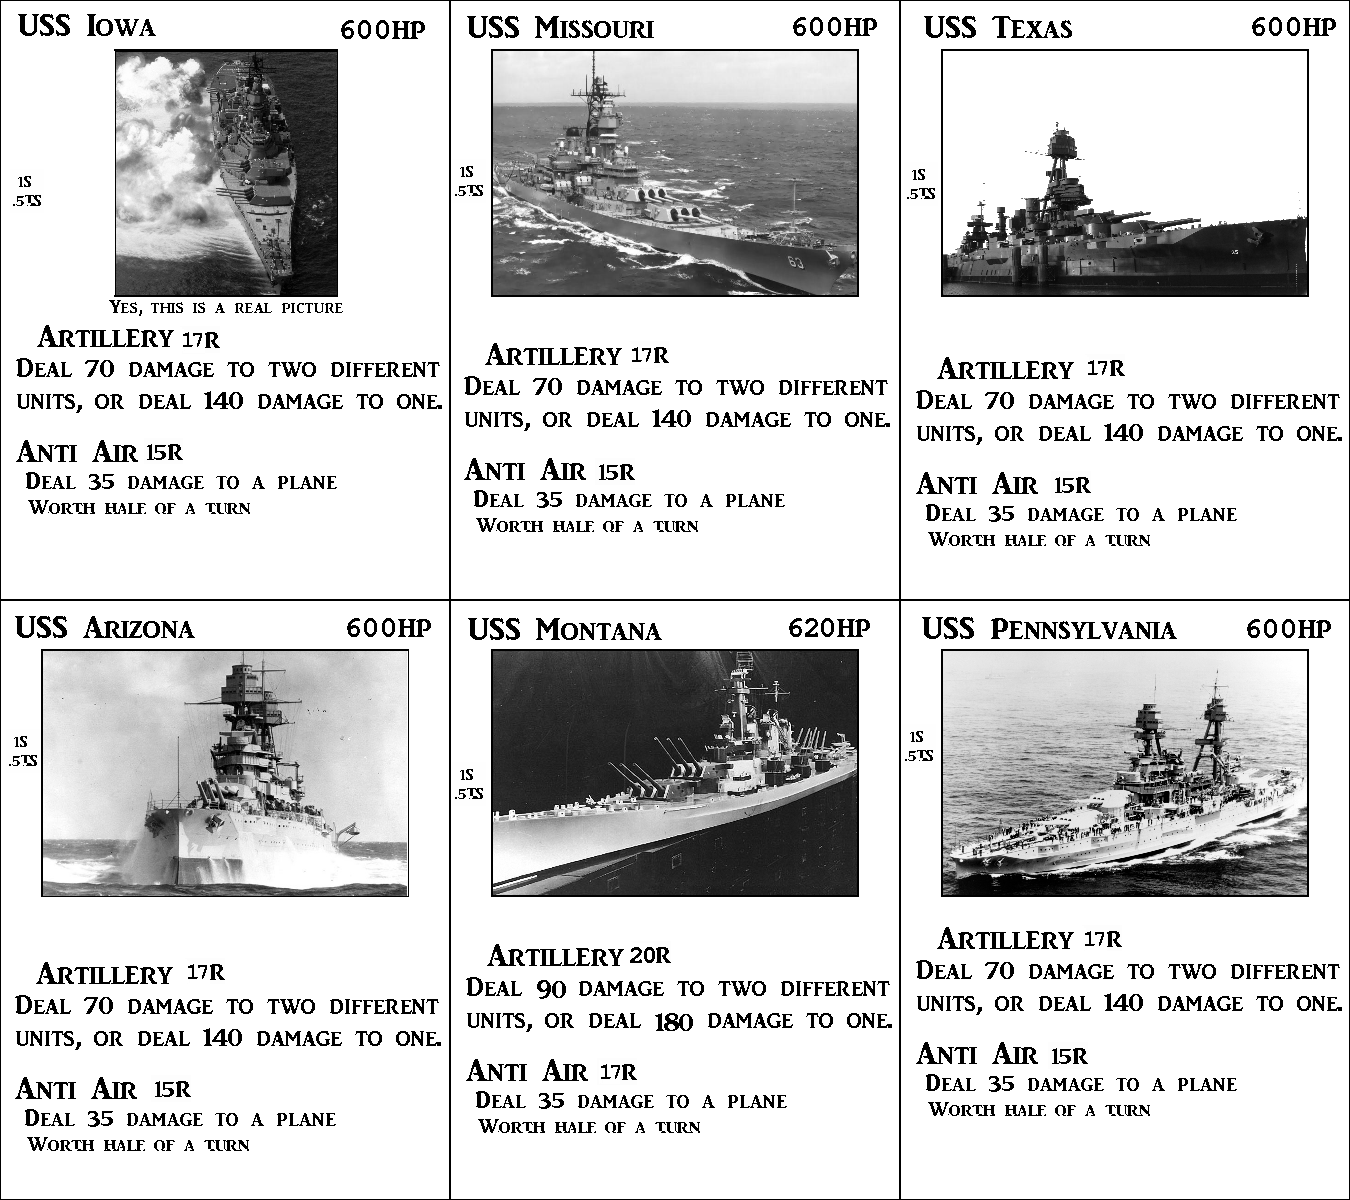 USS Iowa 600HP
1S
.5TS
Yes, this is a real picture
Artillery 17R
Deal 70 damage to two different
units, or deal 140 damage to one.
Anti Air 15R
Deal 35 damage to a plane
Worth half of a turn
USS Missouri 600HP
1S
.5TS
63
Artillery 17R
Deal 70 damage to two different
units, or deal 140 damage to one.
Anti Air 15R
Deal 35 damage to a plane
Worth half of a turn
USS Texas 600HP
1S
.5TS
35
Artillery 17R
Deal 70 damage to two different
units, or deal 140 damage to one.
Anti Air 15R
Deal 35 damage to a plane
Worth half of a turn
USS Arizona 600HP
1S
.5TS
Artillery 17R
Deal 70 damage to two different
units, or deal 140 damage to one.
Anti Air 15R
Deal 35 damage to a plane
Worth half of a turn
USS Montana 620HP
1S
.5TS
Artillery 20R
Deal 90 damage to two different
units, or deal 180 damage to one.
Anti Air 17R
Deal 35 damage to a plane
Worth half of a turn
USS Pennsylvania 600HP
1S
.5TS
Artillery 17R
Deal 70 damage to two different
units, or deal 140 damage to one.
Anti Air 15R
Deal 35 damage to a plane
Worth half of a turn